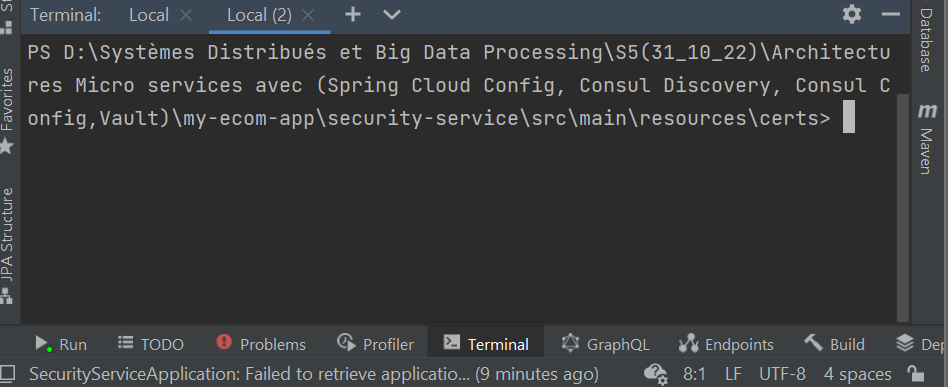 Terminal: Local × Local (2) × + 
PS D:\Systèmes Distribués et Big Data Processing\S5(31_10_22)\Architectu
res Micro services avec (Spring Cloud Config, Consul Discovery, Consul C
onfig,Vault)\my-ecom-app\security-service\src\main\resources\certs>
Favorites
JPA Structure
Database
m
Maven
Run TODO Problems Profiler Terminal GraphQL Endpoints Build
SecurityServiceApplication: Failed to retrieve applicatio... (9 minutes ago) 8:1 LF UTF-8 4 spaces